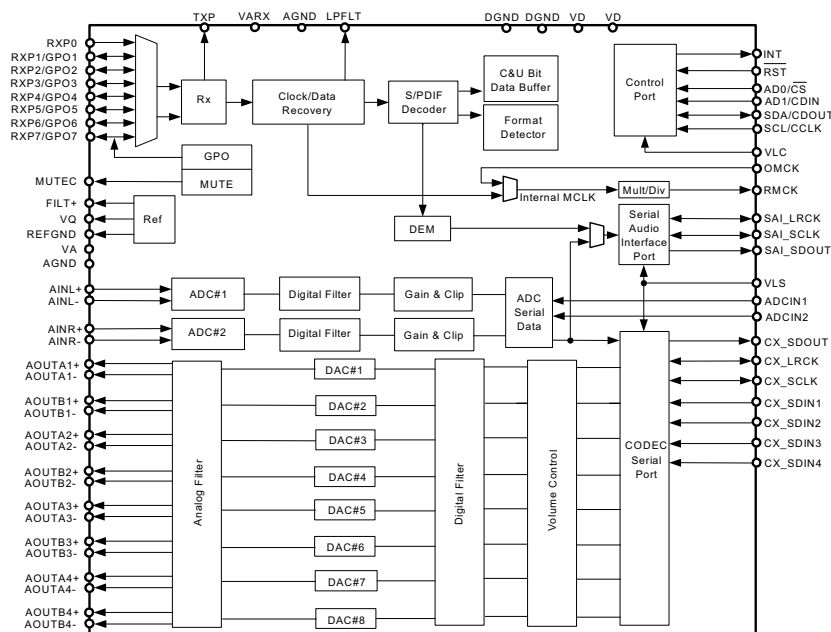 TXP VARX AGND LPFLT DGND DGND VD VD
RXP0
RXP1/GPO1
RXP2/GPO2
RXP3/GPO3
RXP4/GPO4
RXP5/GPO5
RXP6/GPO6
RXP7/GPO7
MUTEC
FILT+
VQ
REFGND
VA
AGND
AINL+
AINL-
AINR+
AINR-
AOUTA1+
AOUTA1-
AOUTB1+
AOUTB1-
AOUTA2+
AOUTA2-
AOUTB2+
AOUTB2-
AOUTA3+
AOUTA3-
AOUTB3+
AOUTB3-
AOUTA4+
AOUTA4-
AOUTB4+
AOUTB4-
Rx
Clock/Data
Recovery
S/PDIF
Decoder
C&U Bit
Data Buffer
Format
Detector
Control
Port
GPO
MUTE
Ref
Internal MCLK
Mult/Div
DEM
Serial
Audio
Interface
Port
ADC#1
Digital Filter
Gain & Clip
ADC#2
Digital Filter
Gain & Clip
ADC
Serial
Data
Analog Filter
DAC#1
DAC#2
DAC#3
DAC#4
DAC#5
DAC#6
DAC#7
DAC#8
Digital Filter
Volume Control
CODEC
Serial
Port
INT
RST
AD0/CS
AD1/CDIN
SDA/CDOUT
SCL/CCLK
VLC
OMCK
RMCK
SAI_LRCK
SAI_SCLK
SAI_SDOUT
VLS
ADCIN1
ADCIN2
CX_SDOUT
CX_LRCK
CX_SCLK
CX_SDIN1
CX_SDIN2
CX_SDIN3
CX_SDIN4